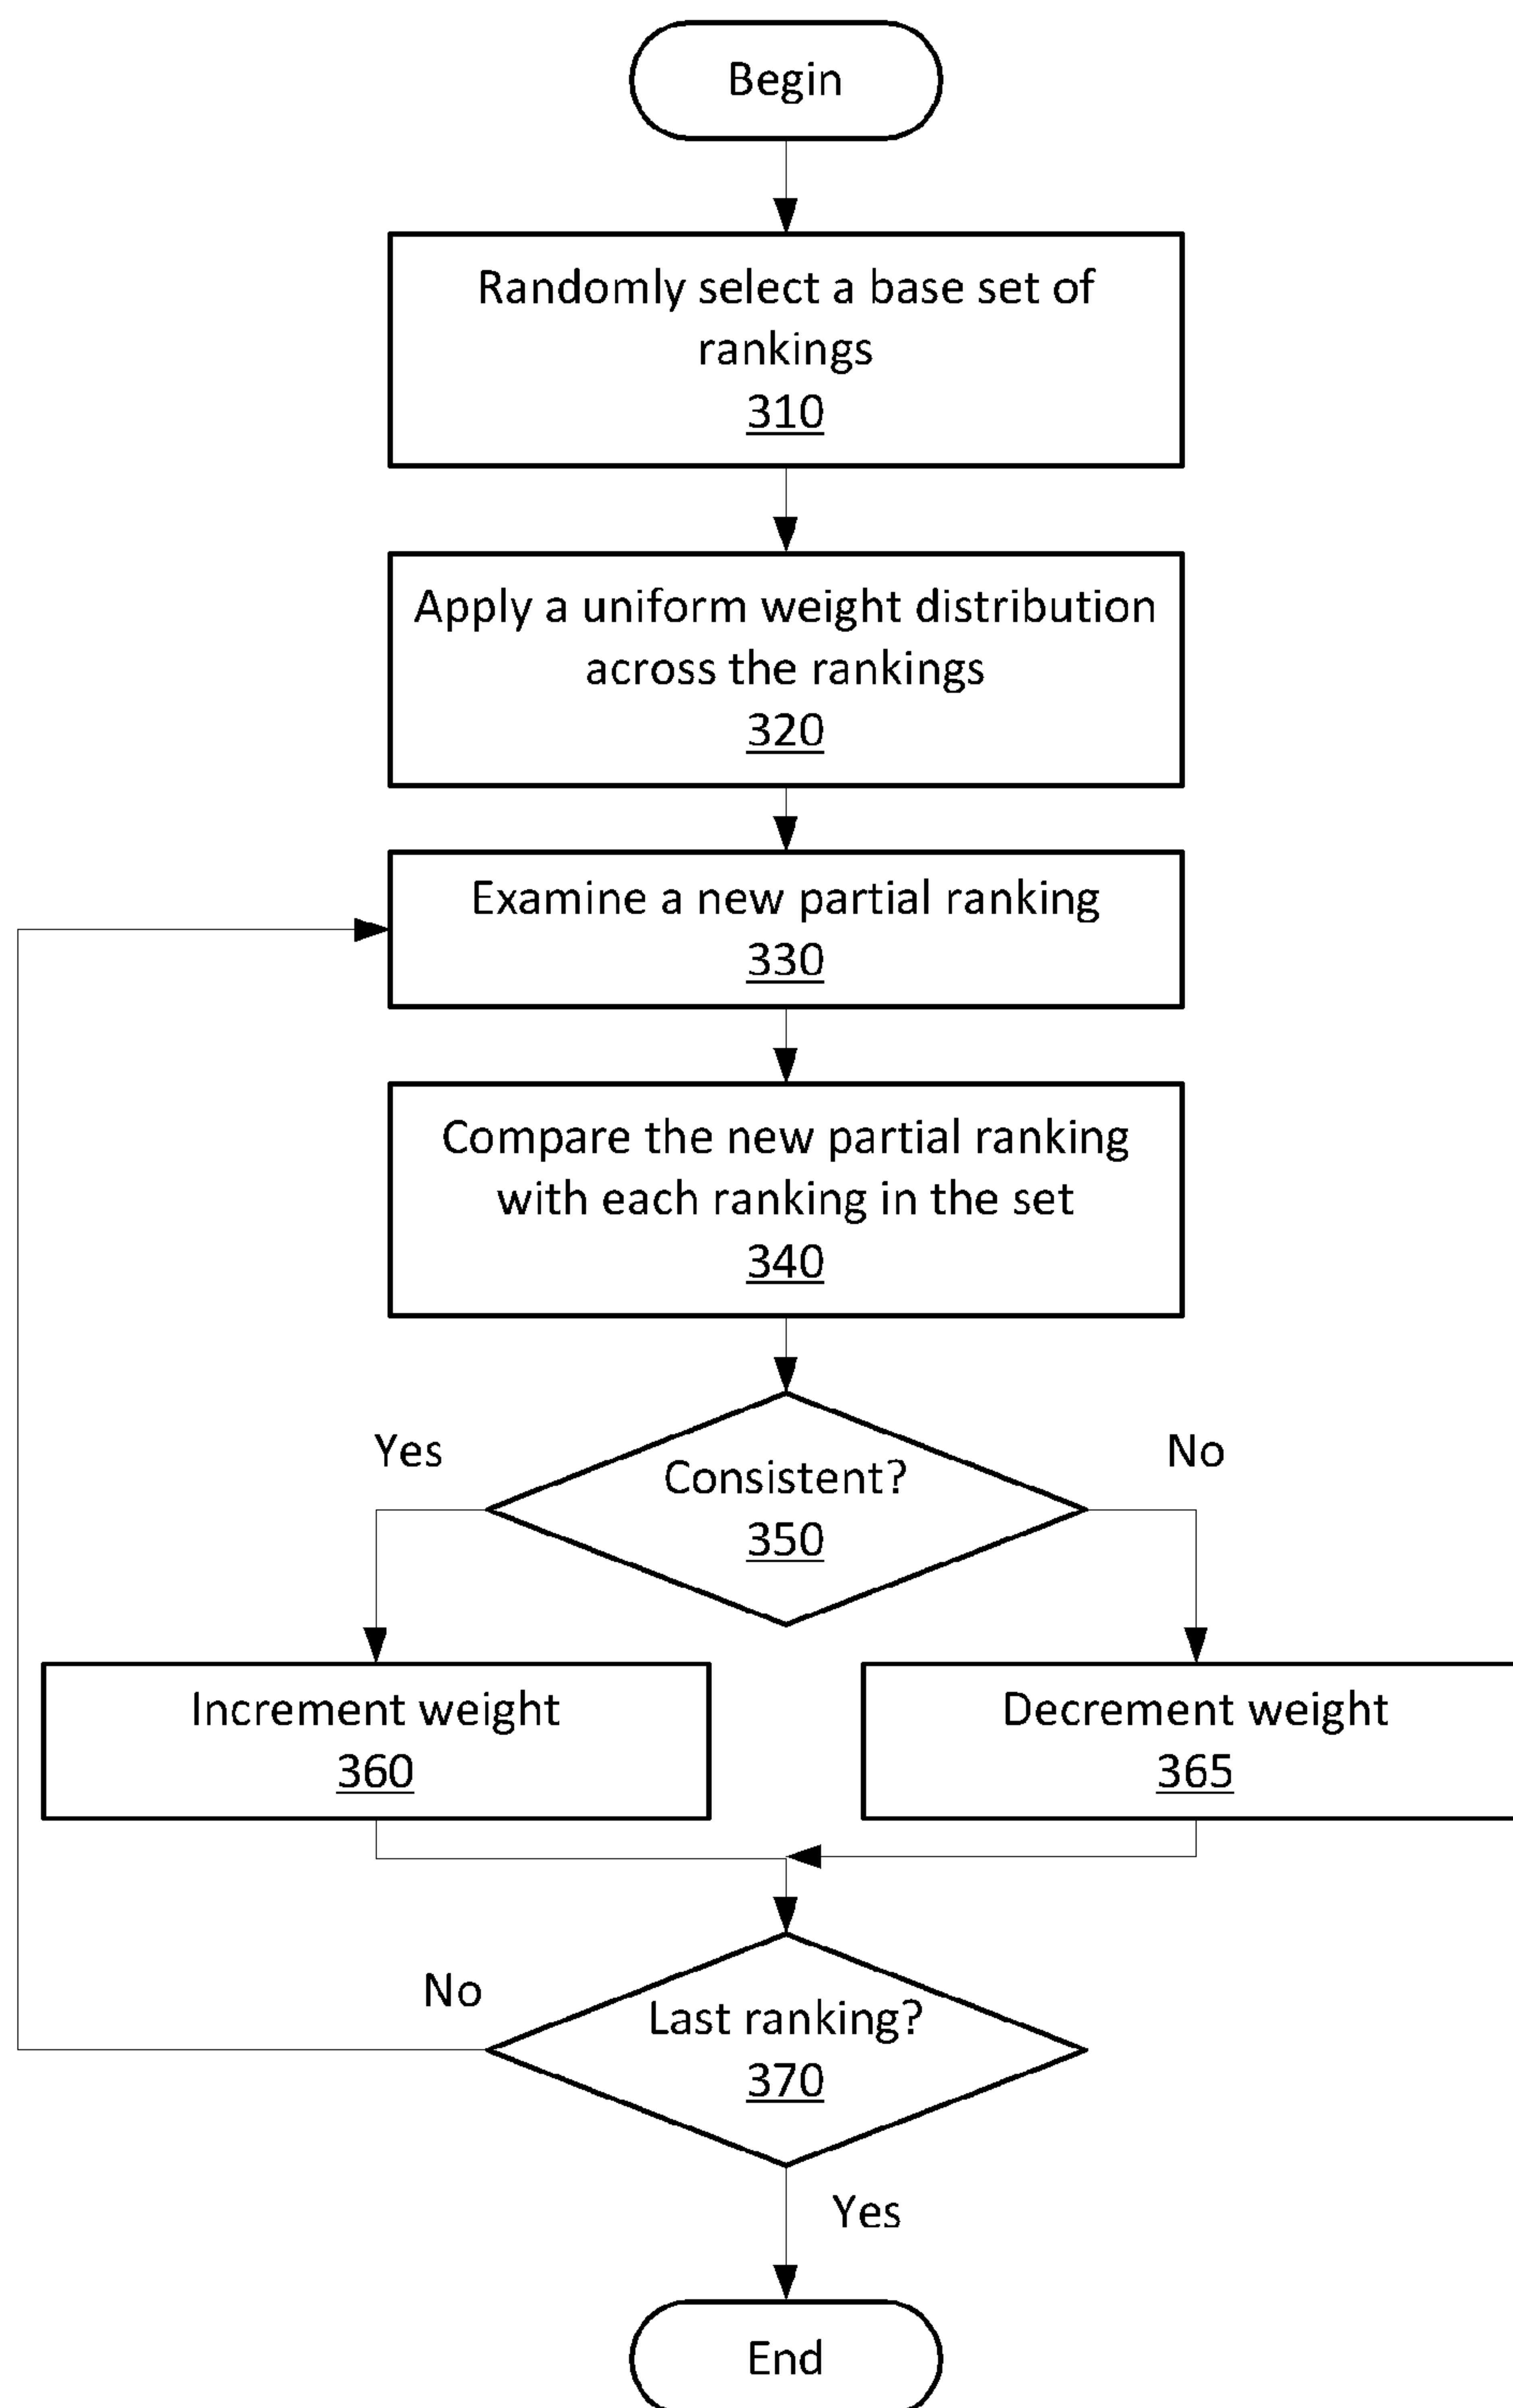 Begin
Randomly select a base set of
rankings
310
Apply a uniform weight distribution
across the rankings
320
Examine a new partial ranking
330
Compare the new partial ranking
with each ranking in the set
340
Yes
No
Consistent?
350
Increment weight
360
Decrement weight
365
No
Last ranking?
370
Yes
End